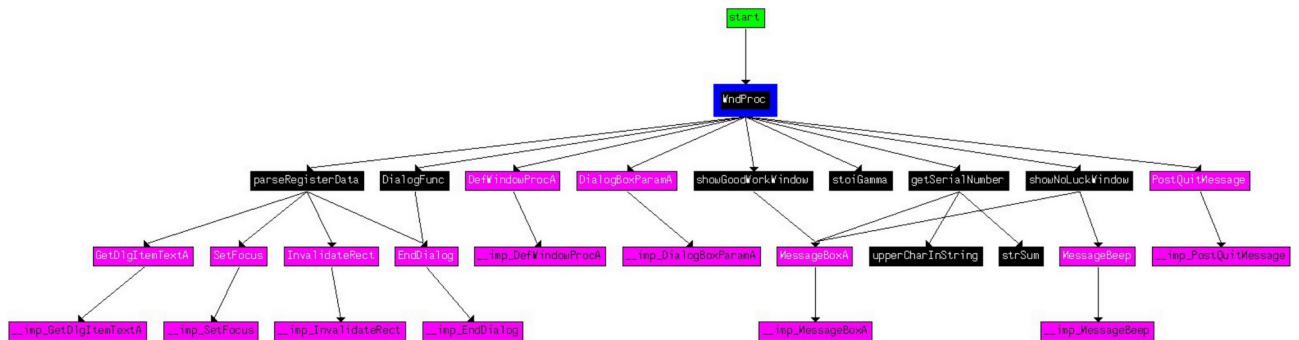 start
WndProc
parseRegisterData DialogFunc DefWindowProcA DialogBoxParamA showGoodWorkWindow stoiGamma getSerialNumber showNoLuckWindow PostQuitMessage
GetDlgItemTextA SetFocus InvalidateRect EndDialog __imp_DefWindowProcA __imp_DialogBoxParamA MessageBoxA upperCharInString strSum MessageBeep __imp_PostQuitMessage
__imp_GetDlgItemTextA __imp_SetFocus __imp_InvalidateRect __imp_EndDialog __imp_MessageBoxA __imp_MessageBeep